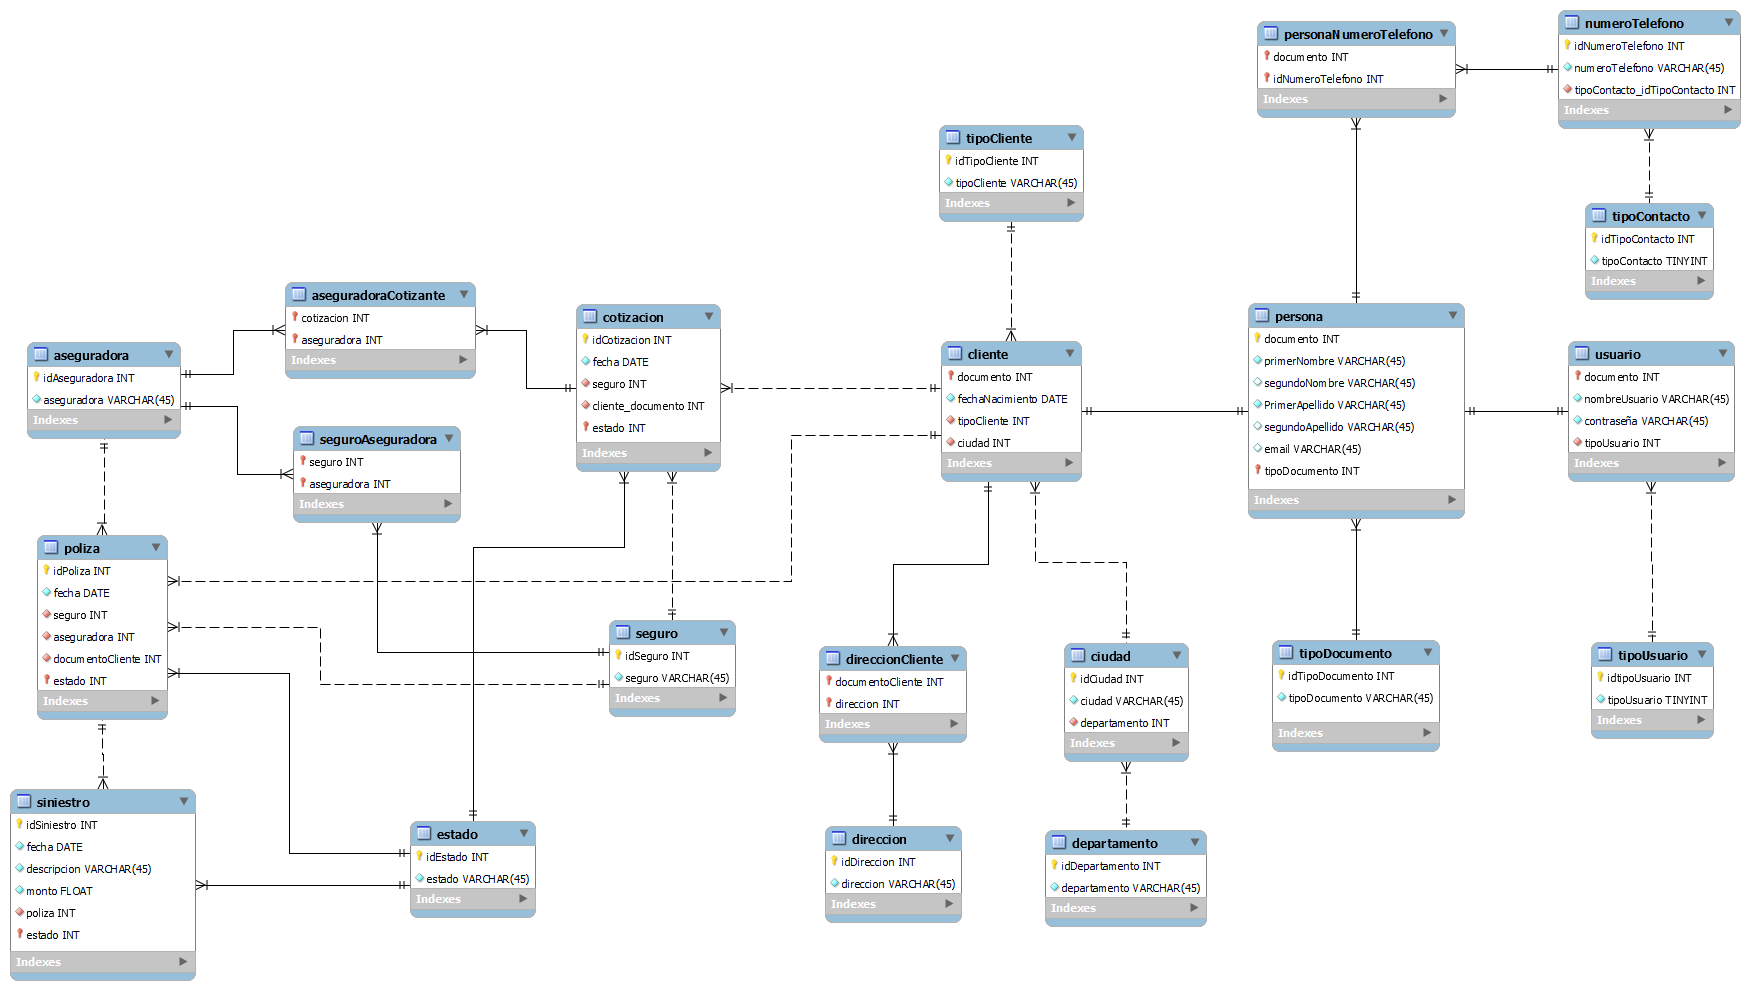 personaNumeroTelefono
documento INT
idNumeroTelefono INT
Indexes
numeroTelefono
idNumeroTelefono INT
numeroTelefono VARCHAR(45)
tipoContacto_idTipoContacto INT
Indexes
tipoCliente
idTipoCliente INT
tipoCliente VARCHAR(45)
Indexes
tipoContacto
idTipoContacto INT
tipoContacto TINYINT
Indexes
aseguradoraCotizante
cotizacion INT
aseguradora INT
Indexes
cotizacion
idCotizacion INT
fecha DATE
seguro INT
cliente_documento INT
estado INT
Indexes
persona
documento INT
primerNombre VARCHAR(45)
segundoNombre VARCHAR(45)
PrimerApellido VARCHAR(45)
segundoApellido VARCHAR(45)
email VARCHAR(45)
tipoDocumento INT
Indexes
aseguradora
idAseguradora INT
aseguradora VARCHAR(45)
Indexes
cliente
documento INT
fechaNacimiento DATE
tipoCliente INT
ciudad INT
Indexes
usuario
documento INT
nombreUsuario VARCHAR(45)
contraseña VARCHAR(45)
tipoUsuario INT
Indexes
seguroAseguradora
seguro INT
aseguradora INT
Indexes
poliza
idPoliza INT
fecha DATE
seguro INT
aseguradora INT
documentoCliente INT
estado INT
Indexes
seguro
idSeguro INT
seguro VARCHAR(45)
Indexes
direccionCliente
documentoCliente INT
direccion INT
Indexes
ciudad
idCiudad INT
ciudad VARCHAR(45)
departamento INT
Indexes
tipoDocumento
idTipoDocumento INT
tipoDocumento VARCHAR(45)
Indexes
tipoUsuario
idtipoUsuario INT
tipoUsuario TINYINT
Indexes
siniestro
idSiniestro INT
fecha DATE
descripcion VARCHAR(45)
monto FLOAT
poliza INT
estado INT
Indexes
estado
idEstado INT
estado VARCHAR(45)
Indexes
direccion
idDireccion INT
direccion VARCHAR(45)
Indexes
departamento
idDepartamento INT
departamento VARCHAR(45)
Indexes